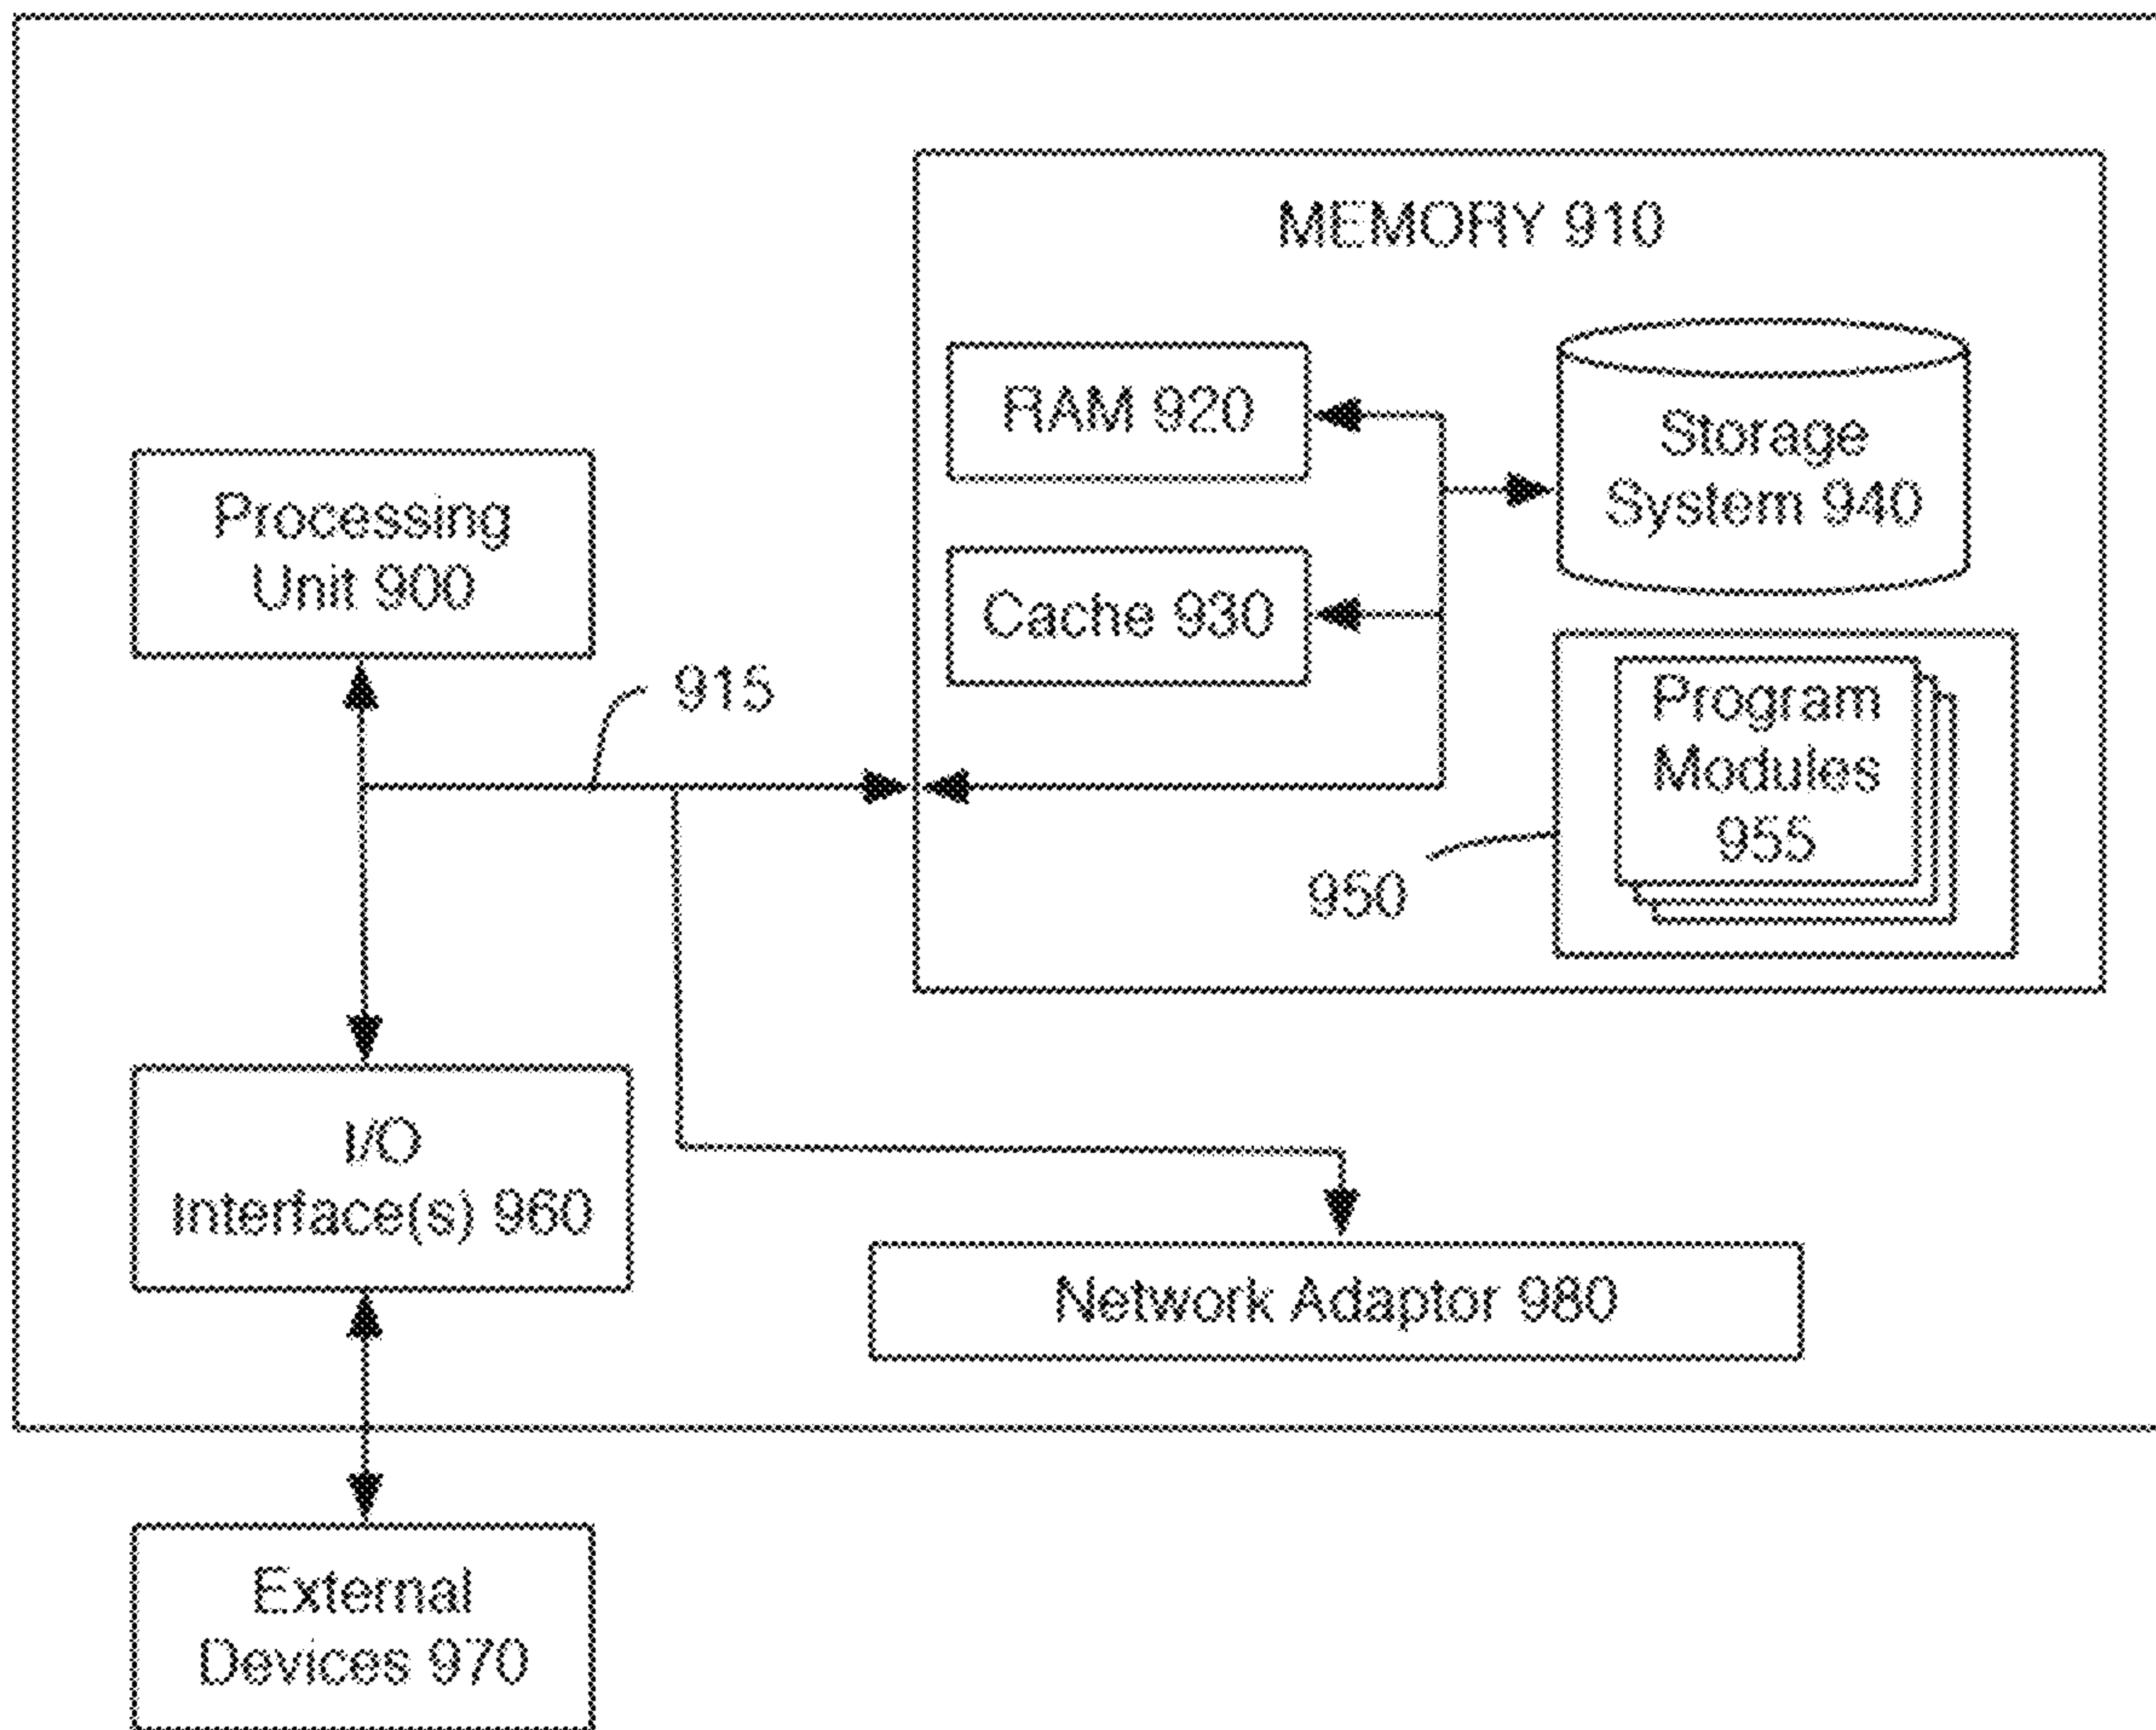 MEMORY 910
RAM 920
Storage
System 940
Processing
Unit 900
Cache 930
915
Program
Modules
955
950
I/O
Interface(s) 960
Network Adaptor 980
External
Devices 970